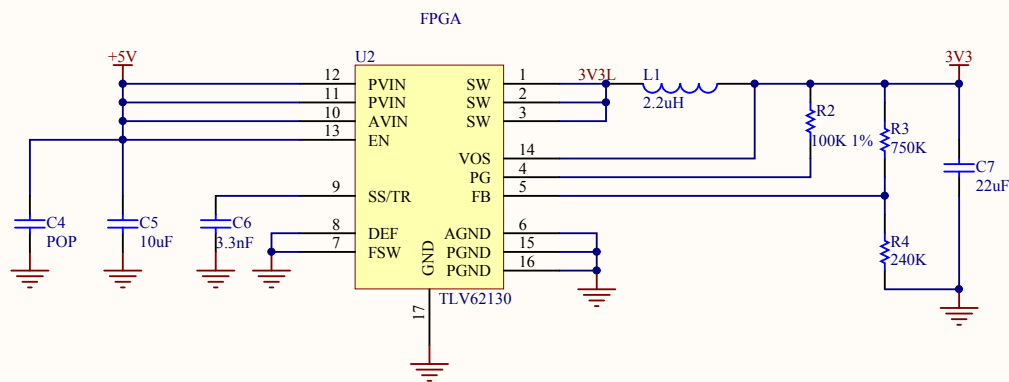 FPGA
+5V
U2
3V3L
L1
3V3
12 PVIN SW 1
2.2uH
11 PVIN SW 2
10 AVIN SW 3
R2
100K 1%
R3
750K
13 EN
VOS 14
PG 4
C7
22uF
9 SS/TR FB 5
C4
POP
C5
10uF
C6
3.3nF
8 DEF AGND 6
7 FSW PGND 15
PGND 16
R4
240K
GND
17
TLV62130